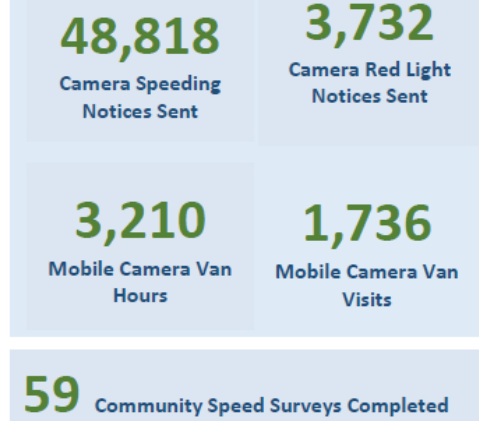 48,818
Camera Speeding
Notices Sent
3,732
Camera Red Light
Notices Sent
3,210
Mobile Camera Van
Hours
1,736
Mobile Camera Van
Visits
59 Community Speed Surveys Completed